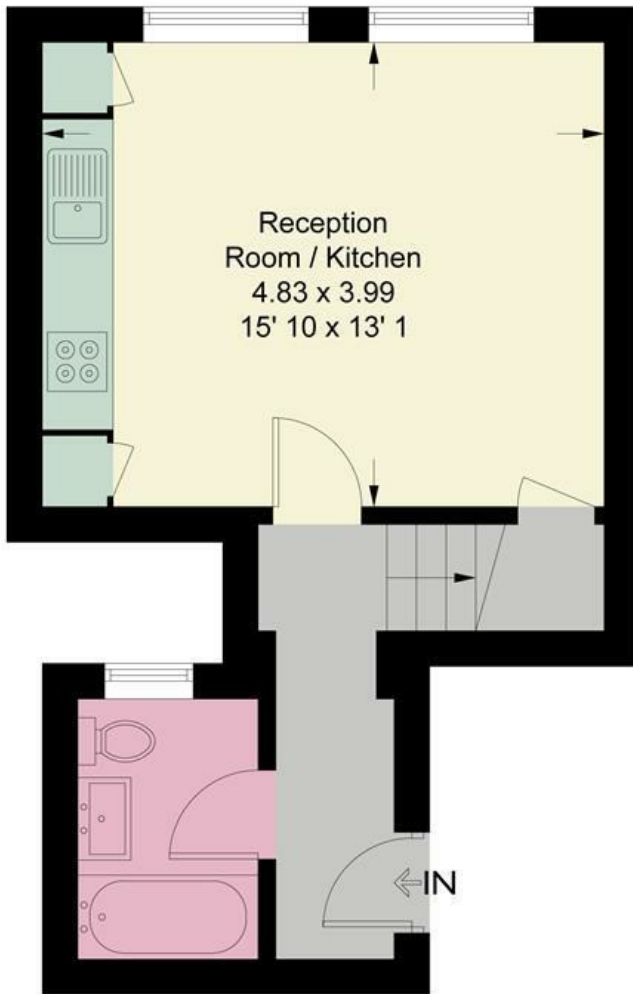 Reception
Room / Kitchen
4.83 x 3.99
15' 10 x 13' 1
IN